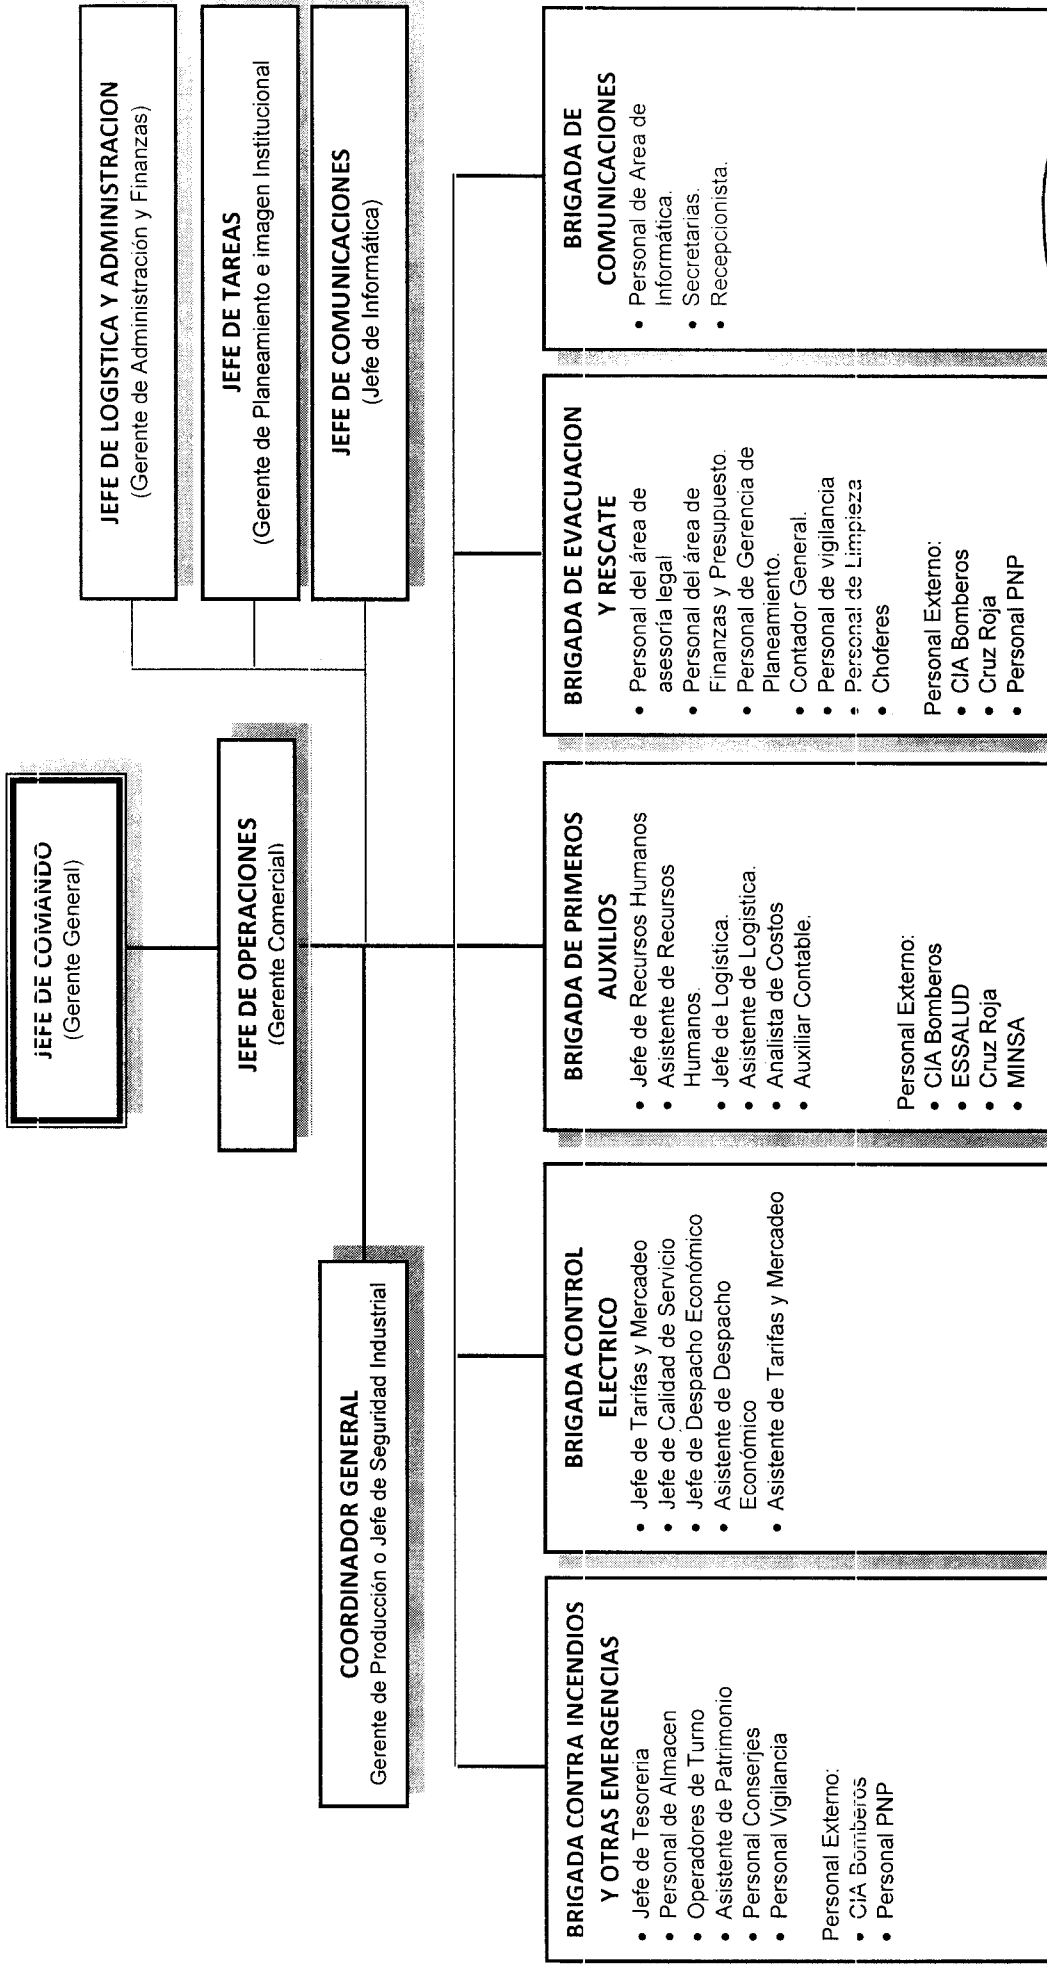 JEFE DE COMANDO
(Gerente General)
JEFE DE OPERACIONES
(Gerente Comercial)
JEFE DE LOGISTICA Y ADMINISTRACION
(Gerente de Administración y Finanzas)
JEFE DE TAREAS
(Gerente de Planeamiento e imagen Institucional
JEFE DE COMUNICACIONES
(Jefe de Informática)
COORDINADOR GENERAL
Gerente de Producción o Jefe de Seguridad Industrial
BRIGADA CONTRA INCENDIOS
Y OTRAS EMERGENCIAS
• Jefe de Tesoreria
• Personal de Almacen
• Operadores de Turno
• Asistente de Patrimonio
• Personal Conserjes
• Personal Vigilancia
Personal Externo:
• CIA Bomberos
• Personal PNP
BRIGADA CONTROL
ELECTRICO
• Jefe de Tarifas y Mercadeo
• Jefe de Calidad de Servicio
• Jefe de Despacho Económico
• Asistente de Despacho
Económico
• Asistente de Tarifas y Mercadeo
BRIGADA DE PRIMEROS
AUXILIOS
• Jefe de Recursos Humanos
• Asistente de Recursos
Humanos.
• Jefe de Logística.
• Asistente de Logistica.
• Analista de Costos
• Auxiliar Contable.
Personal Externo:
• CIA Bomberos
• ESSALUD
• Cruz Roja
• MINSA
BRIGADA DE EVACUACION
Y RESCATE
• Personal del área de
asesoría legal
• Personal del área de
Finanzas y Presupuesto.
• Personal de Gerencia de
Planeamiento.
• Contador General.
• Personal de vigilancia
• Personal de Limpieza
• Choferes
Personal Externo:
• CIA Bomberos
• Cruz Roja
• Personal PNP
BRIGADA DE
COMUNICACIONES
• Personal de Area de
Informática.
• Secretarias.
• Recepcionista.